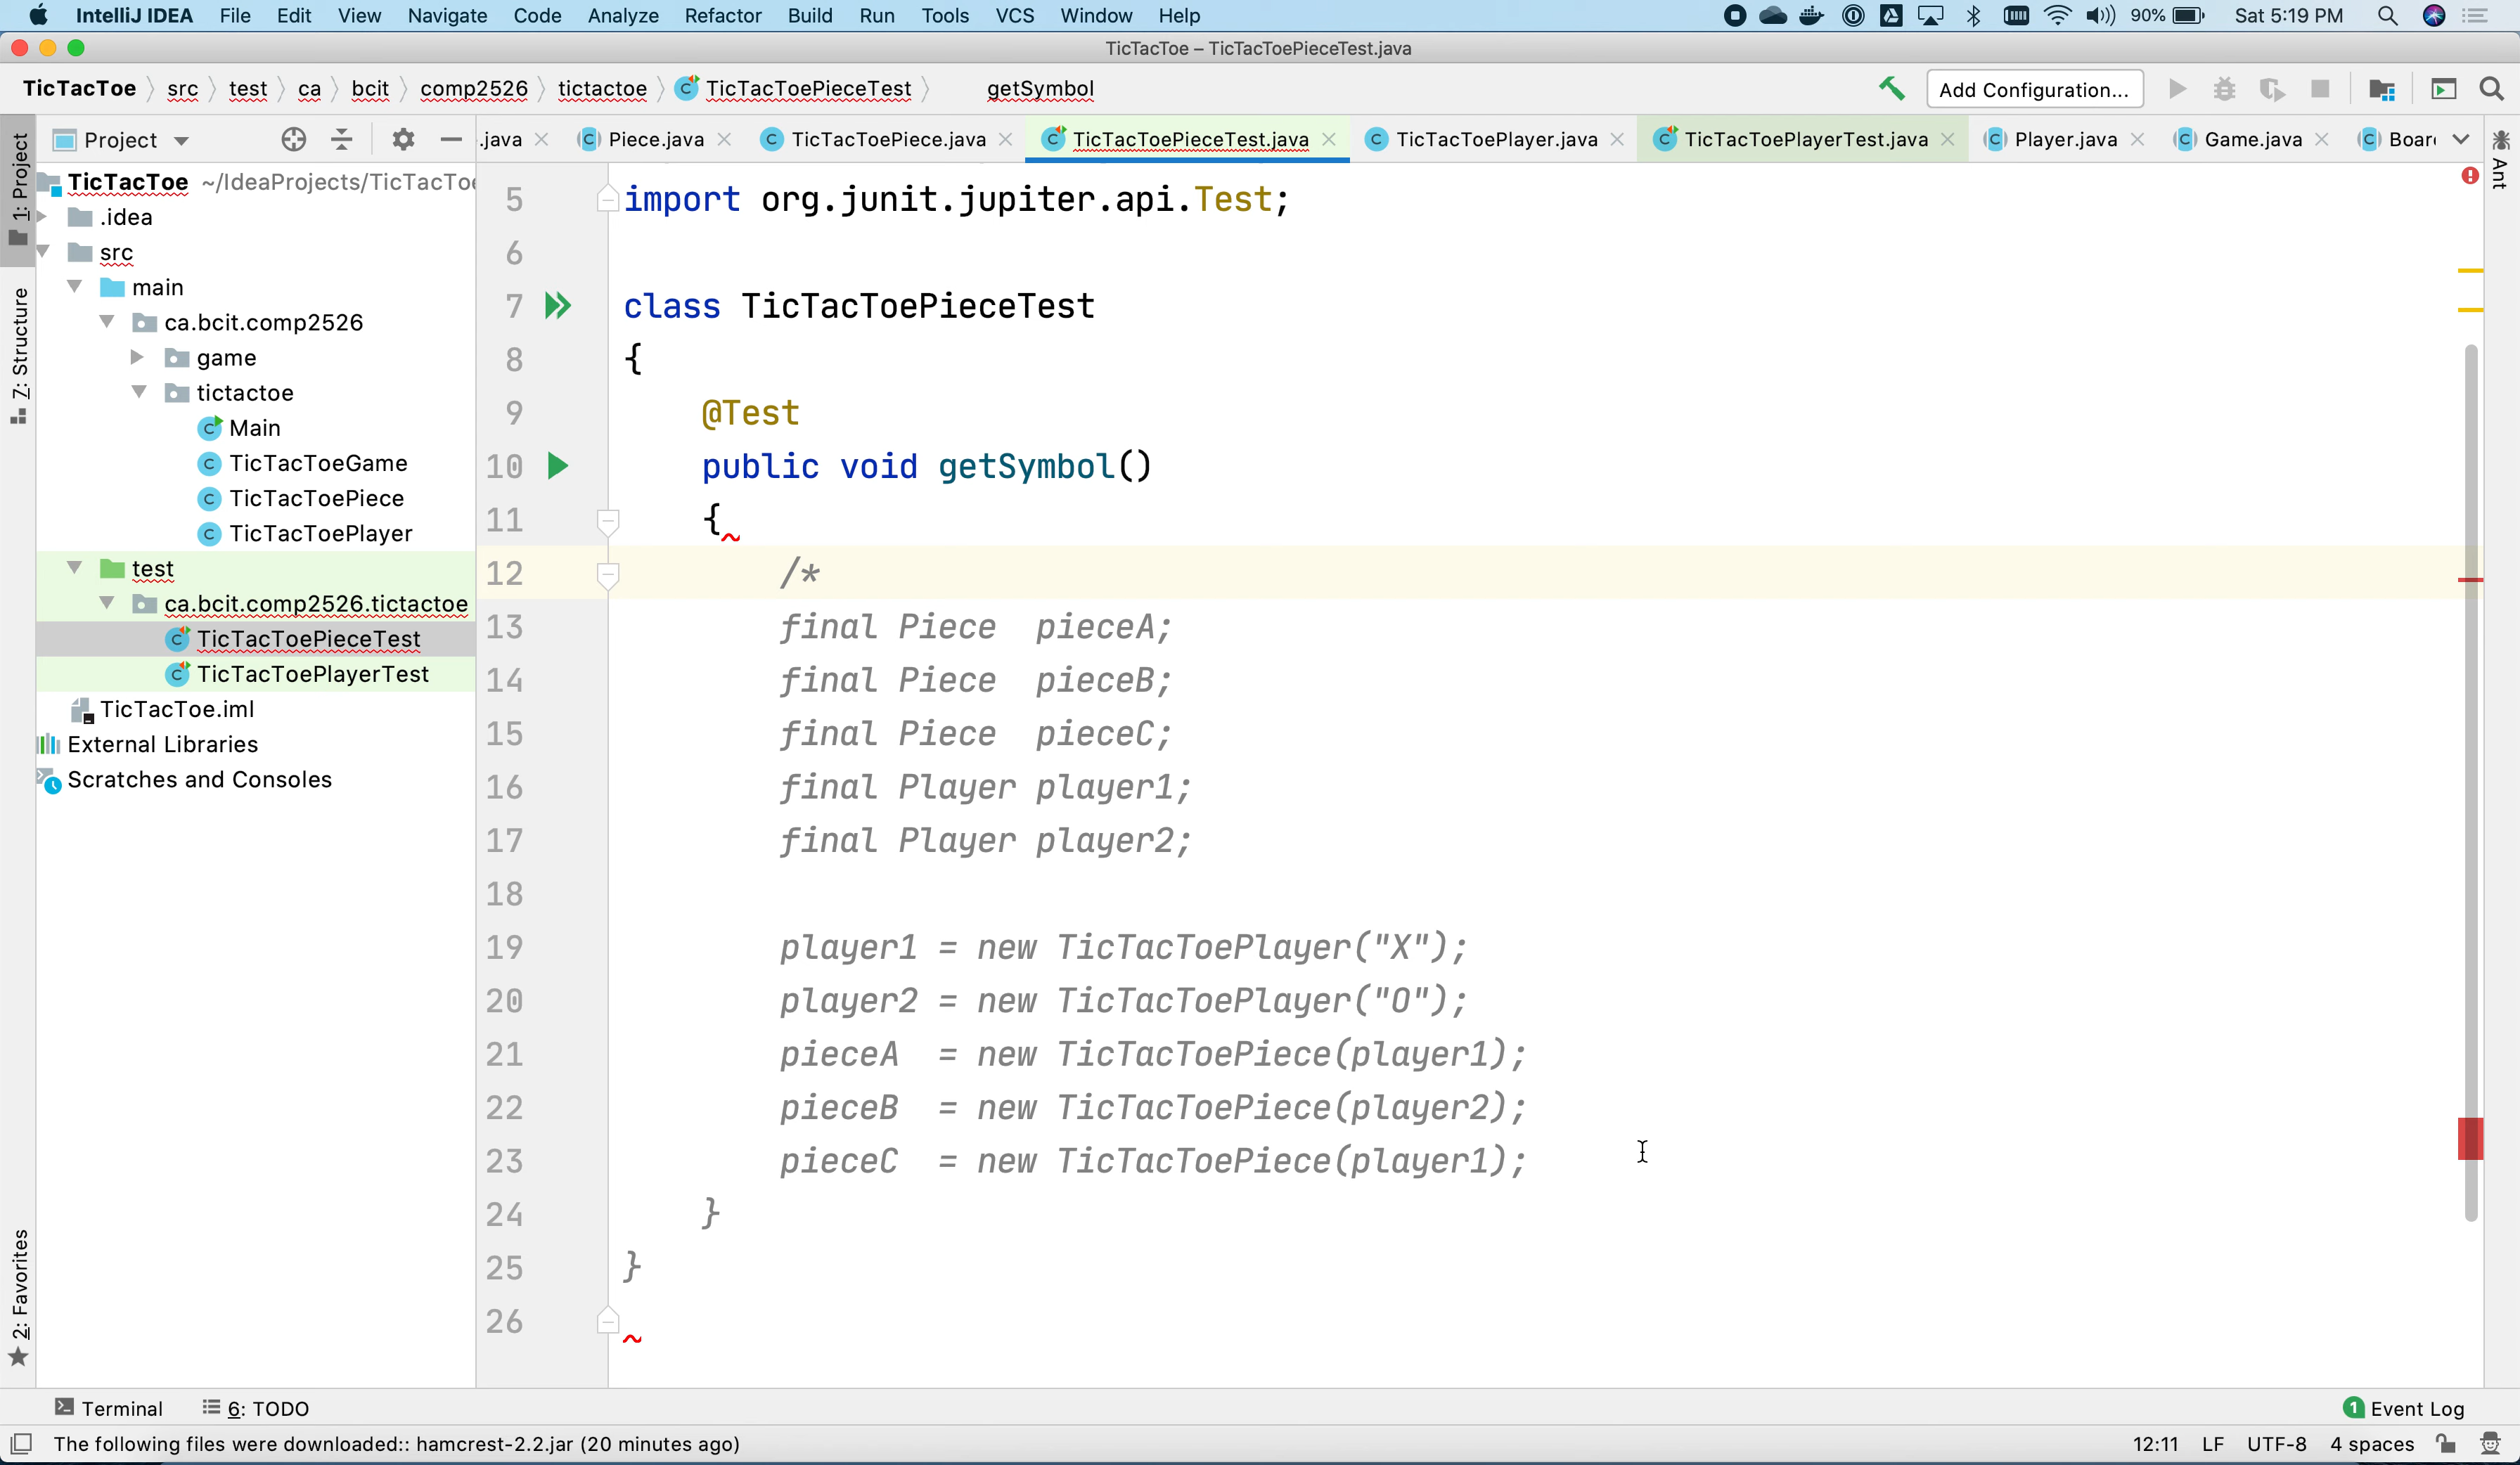 IntelliJ IDEA File Edit View Navigate Code Analyze Refactor Build Run Tools VCS Window Help 90% Sat 5:19 PM
TicTacToe – TicTacToePieceTest.java
TicTacToe src test ca bcit comp2526 tictactoe TicTacToePieceTest getSymbol Add Configuration...
Project .java Piece.java TicTacToePiece.java TicTacToePieceTest.java TicTacToePlayer.java TicTacToePlayerTest.java Player.java Game.java Boar
1: Project
7: Structure
2: Favorites
Ant
TicTacToe ~/IdeaProjects/TicTacToe
.idea
src
main
ca.bcit.comp2526
game
tictactoe
Main
TicTacToeGame
TicTacToePiece
TicTacToePlayer
test
ca.bcit.comp2526.tictactoe
TicTacToePieceTest
TicTacToePlayerTest
TicTacToe.iml
External Libraries
Scratches and Consoles
5 import org.junit.jupiter.api.Test;
6
7 class TicTacToePieceTest
8 {
9 @Test
10 public void getSymbol()
11 {
12 /*
13 final Piece  pieceA;
14 final Piece  pieceB;
15 final Piece  pieceC;
16 final Player player1;
17 final Player player2;
18
19 player1 = new TicTacToePlayer("X");
20 player2 = new TicTacToePlayer("O");
21 pieceA  = new TicTacToePiece(player1);
22 pieceB  = new TicTacToePiece(player2);
23 pieceC  = new TicTacToePiece(player1);
24 }
25 }
26
Terminal 6: TODO 1 Event Log
The following files were downloaded:: hamcrest-2.2.jar (20 minutes ago) 12:11 LF UTF-8 4 spaces